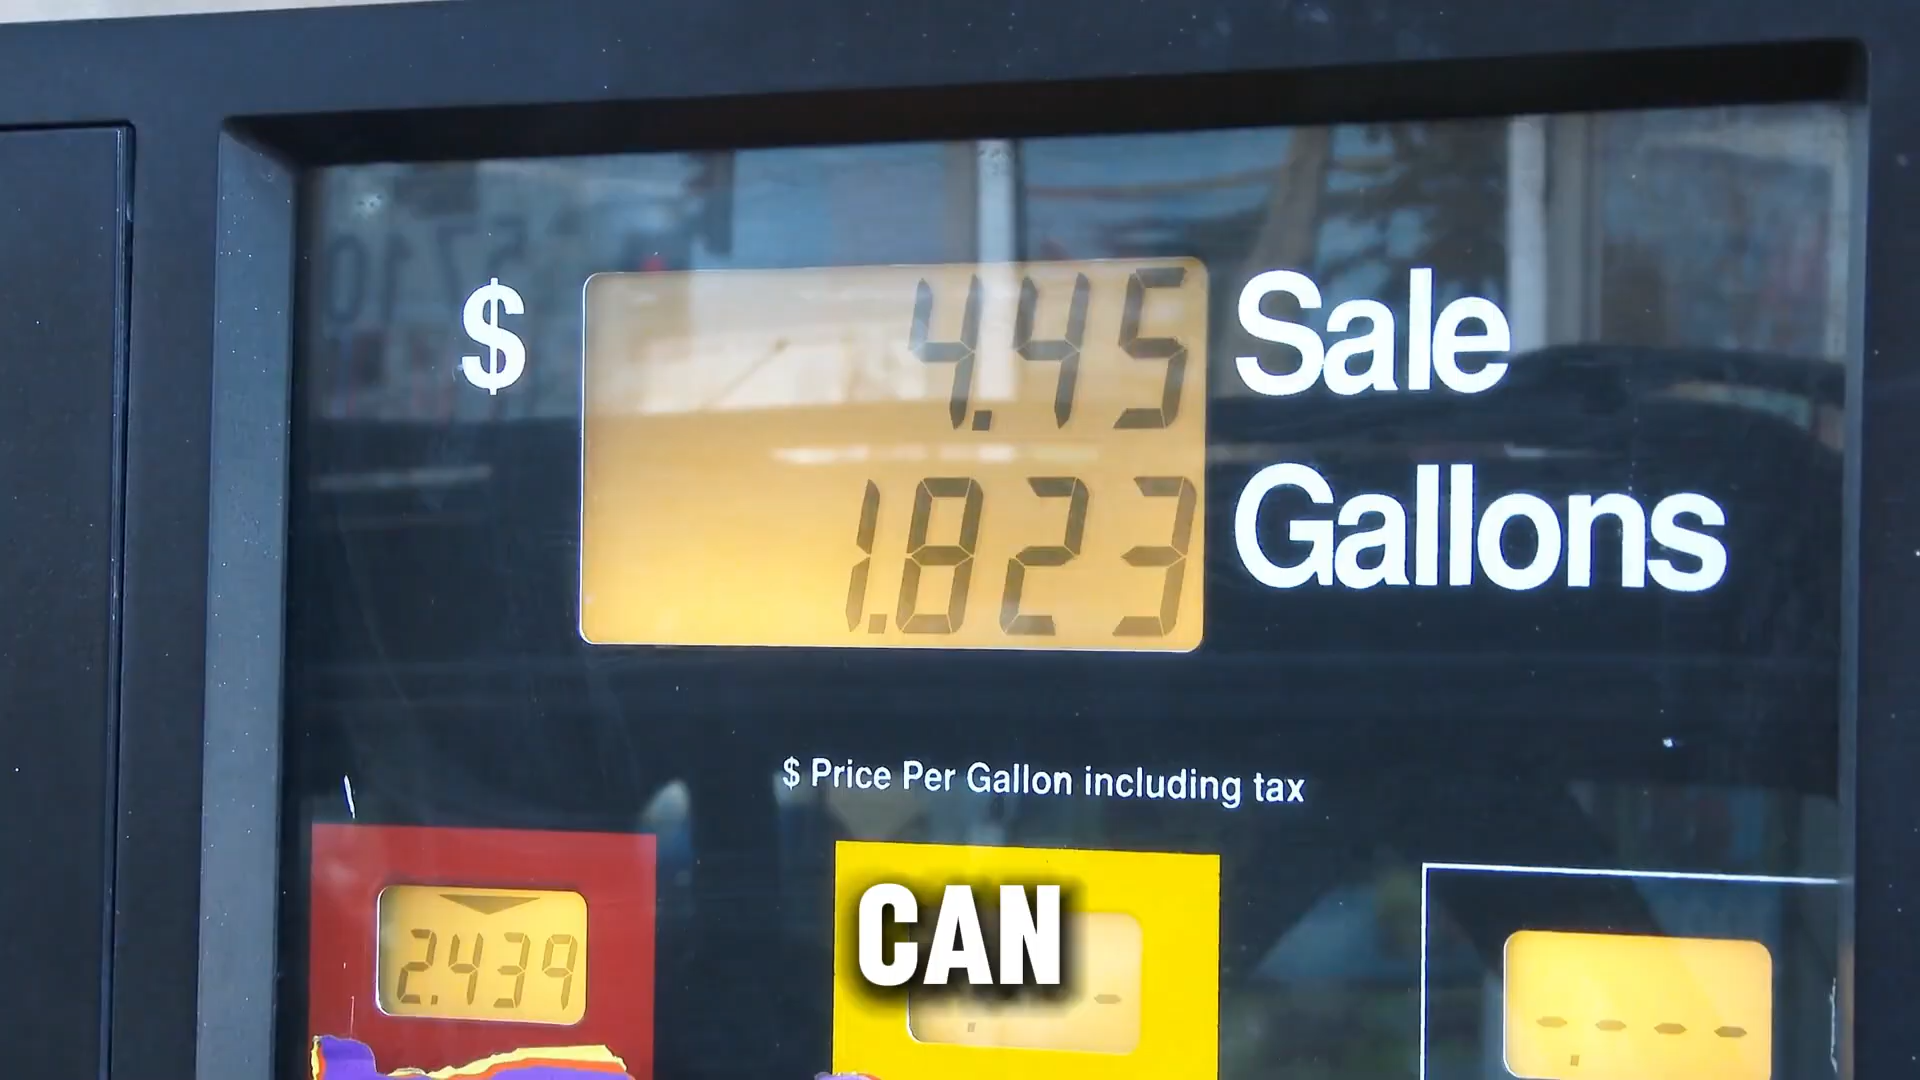 $ 4.45 Sale
1.823 Gallons
$ Price Per Gallon including tax
2.439
CAN